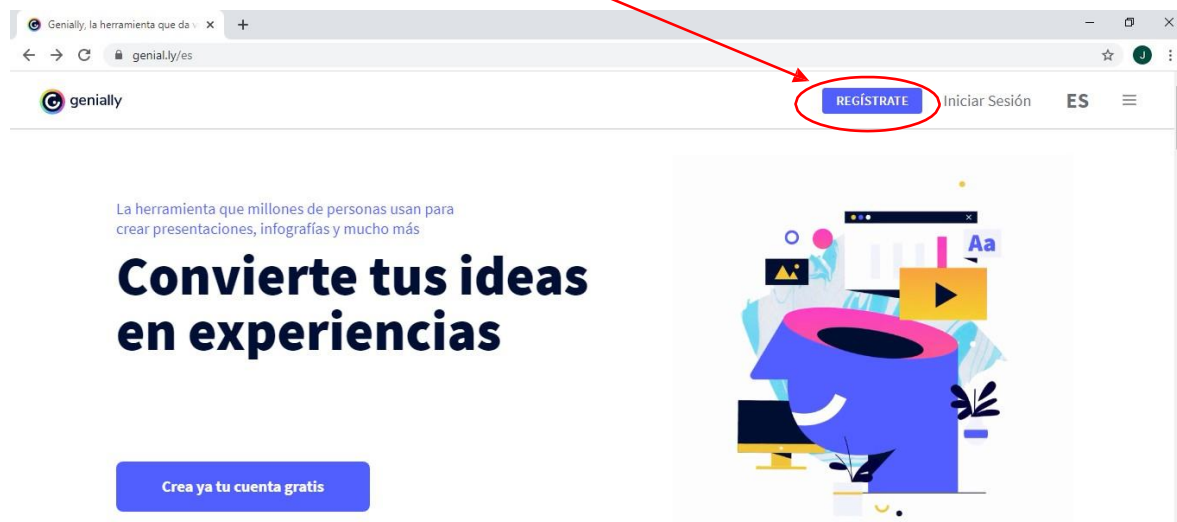 Genially, la herramienta que da v
genial.ly/es
J
genially
REGÍSTRATE
Iniciar Sesión
ES
La herramienta que millones de personas usan para
crear presentaciones, infografías y mucho más
Convierte tus ideas
en experiencias
Aa
Crea ya tu cuenta gratis